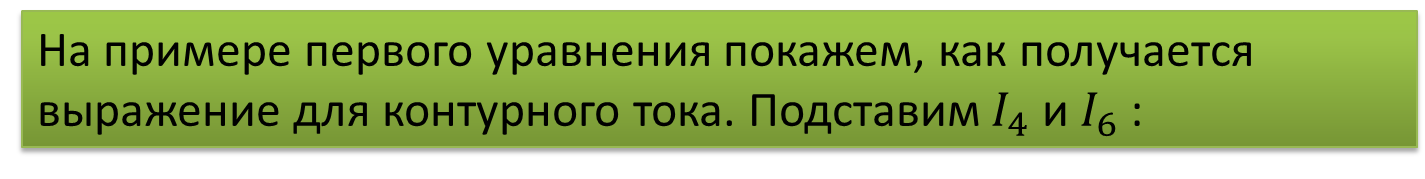 На примере первого уравнения покажем, как получается
выражение для контурного тока. Подставим I₄ и I₆ :